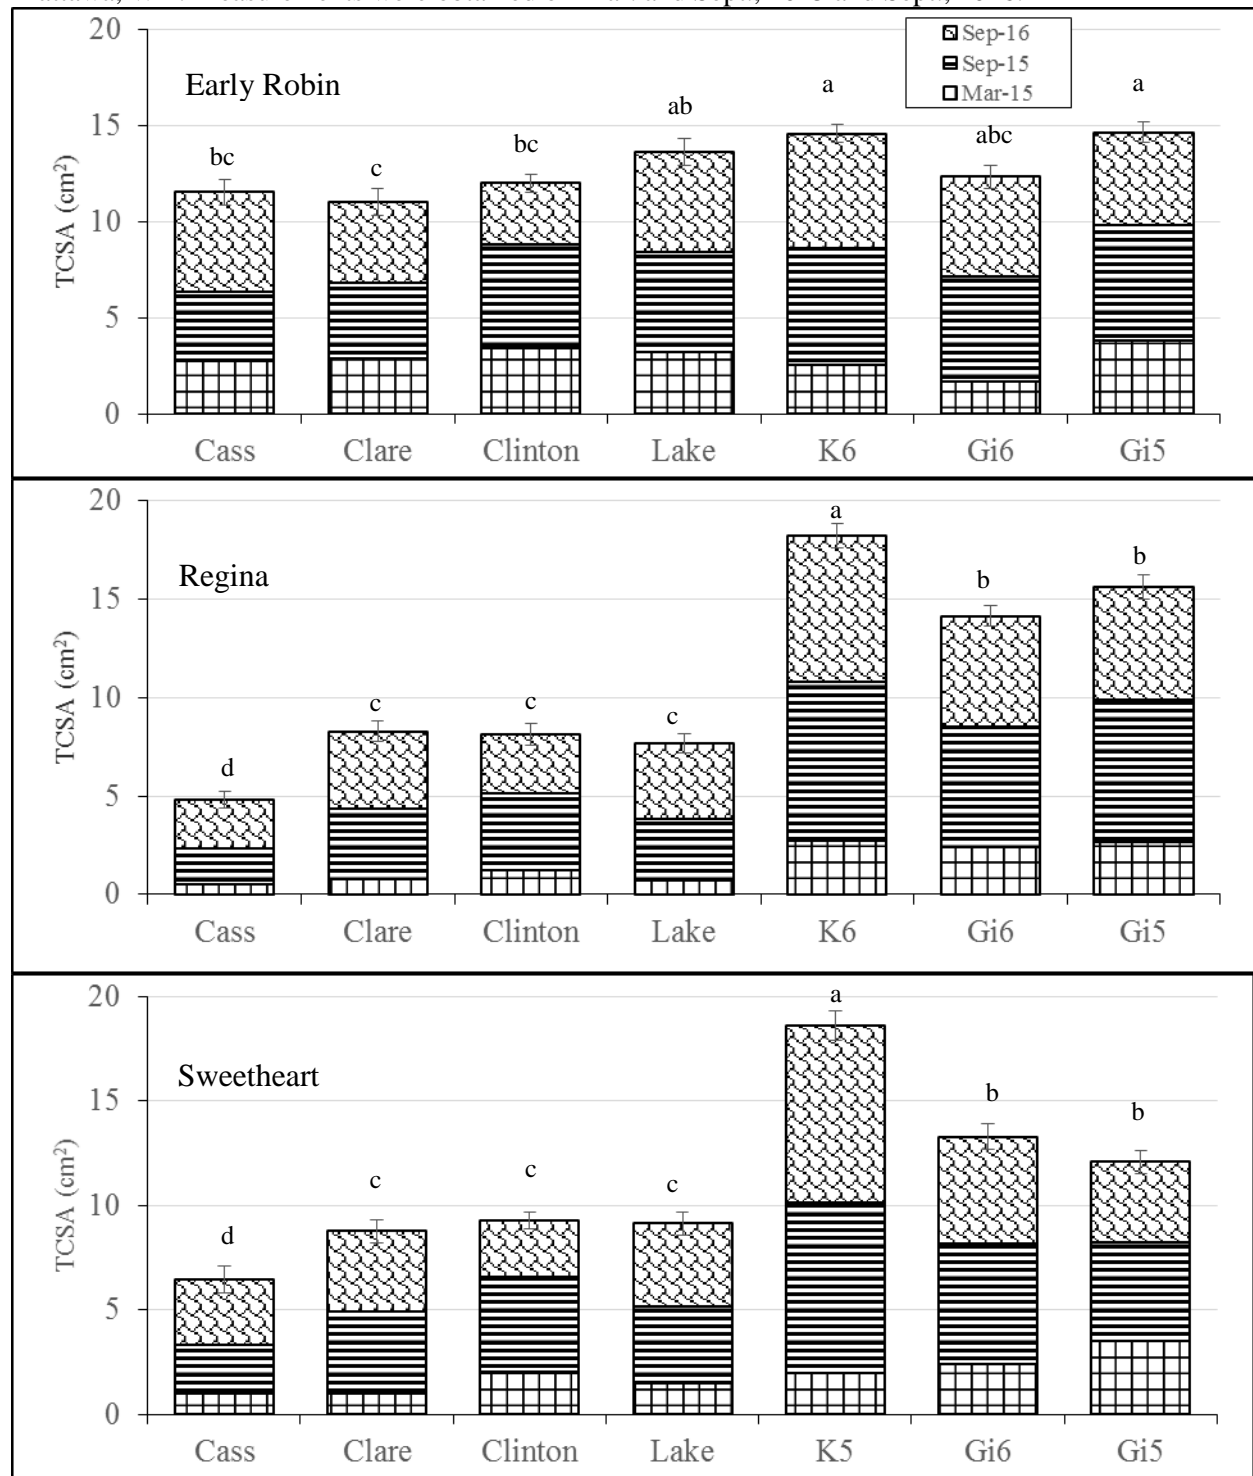 20
Sep-16
Sep-15
Mar-15
Early Robin
a
a
ab
abc
bc
bc
c
15
10
5
0
TCSA (cm²)
Cass Clare Clinton Lake K6 Gi6 Gi5
20
a
Regina
b
b
15
10
c
c
c
d
5
0
TCSA (cm²)
Cass Clare Clinton Lake K6 Gi6 Gi5
20
a
Sweetheart
b
b
15
10
c
c
c
d
5
0
TCSA (cm²)
Cass Clare Clinton Lake K5 Gi6 Gi5